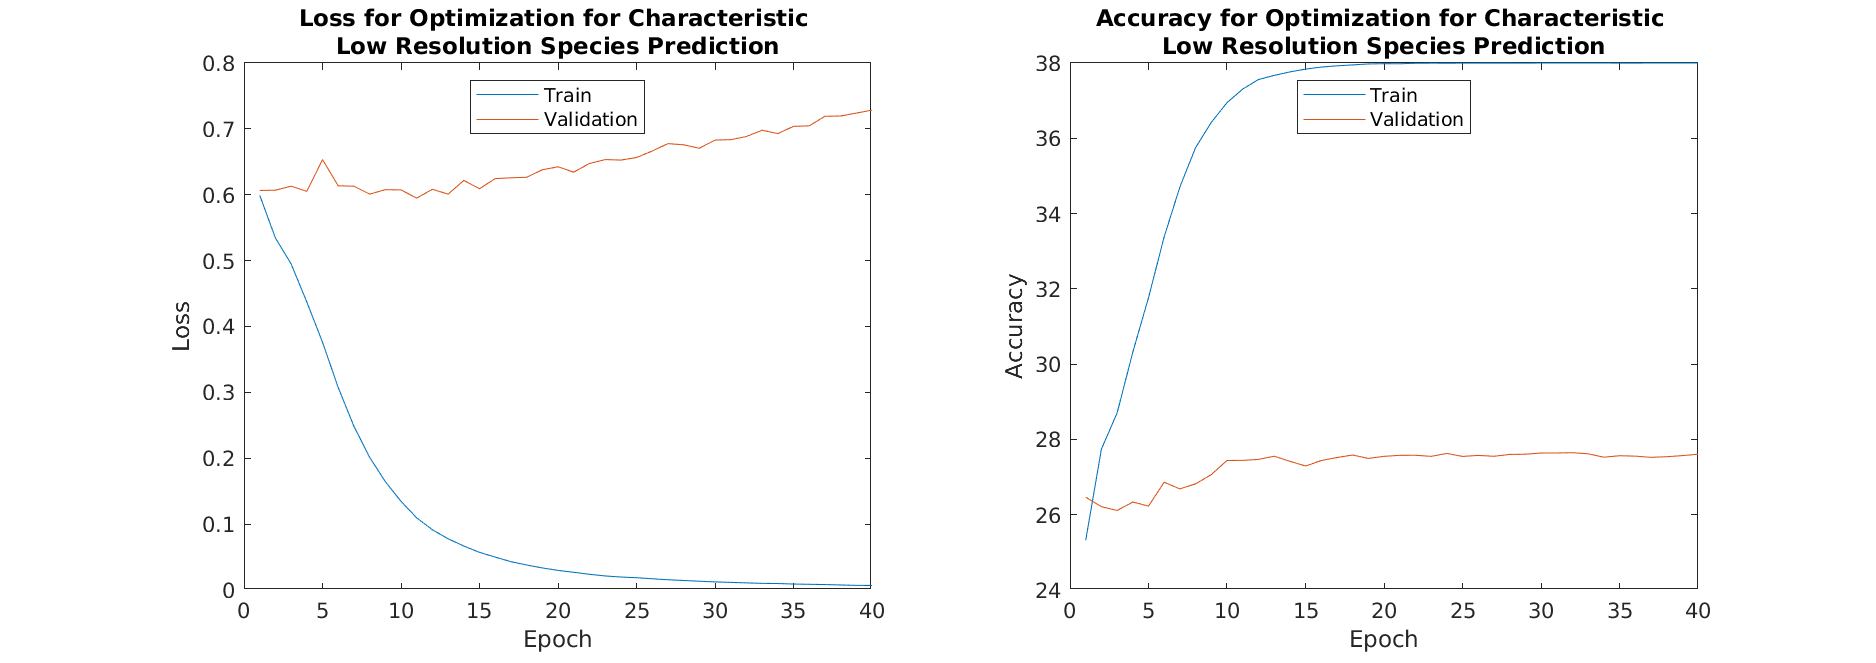 Loss for Optimization for Characteristic
Low Resolution Species Prediction
0.8
0.7
0.6
0.5
0.4
0.3
0.2
0.1
0
Loss
Train
Validation
0 5 10 15 20 25 30 35 40
Epoch
Accuracy for Optimization for Characteristic
Low Resolution Species Prediction
38
36
34
32
30
28
26
24
Accuracy
Train
Validation
0 5 10 15 20 25 30 35 40
Epoch